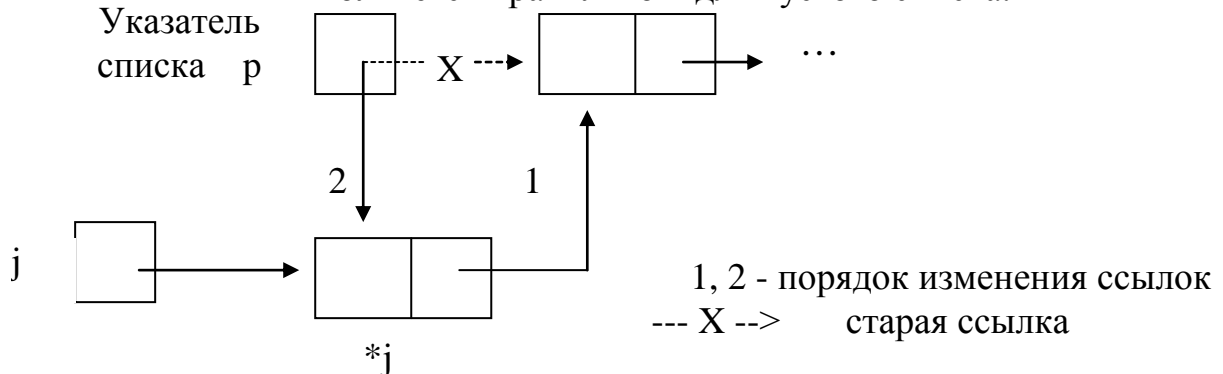 Указатель
списка p
X
…
2
1
j
1, 2 - порядок изменения ссылок
--- X --> старая ссылка
*j